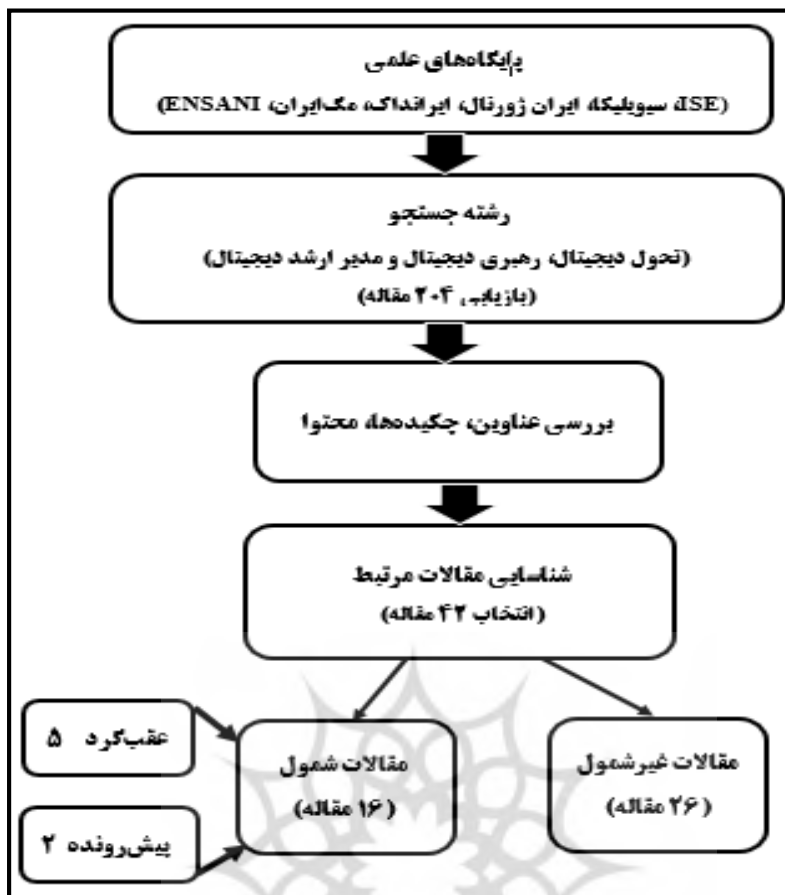 پایگاه‌های علمی
(ISE، سیویلیکا، ایران ژورنال، ایرانداک، مگ‌ایران، ENSANI)
رشته جستجو
(تحول دیجیتال، رهبری دیجیتال و مدیر ارشد دیجیتال)
(بازیابی ۲۰۴ مقاله)
بررسی عناوین، چکیده‌ها، محتوا
شناسایی مقالات مرتبط
(انتخاب ۴۲ مقاله)
عقب‌گرد ۵
مقالات شمول
(۱۶ مقاله)
مقالات غیرشمول
(۲۶ مقاله)
پیش‌رونده ۲